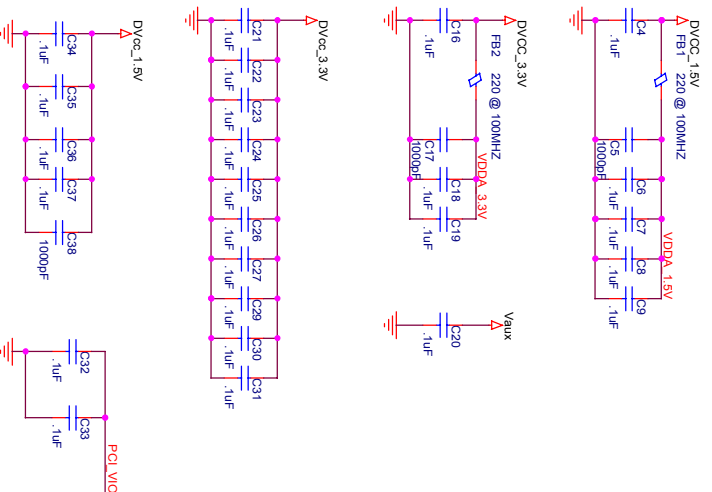 DVCC_1.5V
FB1 220 @ 100MHZ
VDDA_1.5V
C4
.1uF
C5
1000pF
C6
.1uF
C7
.1uF
C8
.1uF
C9
.1uF
DVCC_3.3V
FB2 220 @ 100MHZ
VDDA_3.3V
C16
.1uF
C17
1000pF
C18
.1uF
C19
.1uF
Vaux
C20
.1uF
DVcc_3.3V
C21
.1uF
C22
.1uF
C23
.1uF
C24
.1uF
C25
.1uF
C26
.1uF
C27
.1uF
C29
.1uF
C30
.1uF
C31
.1uF
DVcc_1.5V
C34
.1uF
C35
.1uF
C36
.1uF
C37
.1uF
C38
1000pF
C32
.1uF
C33
.1uF
PCI_VIO